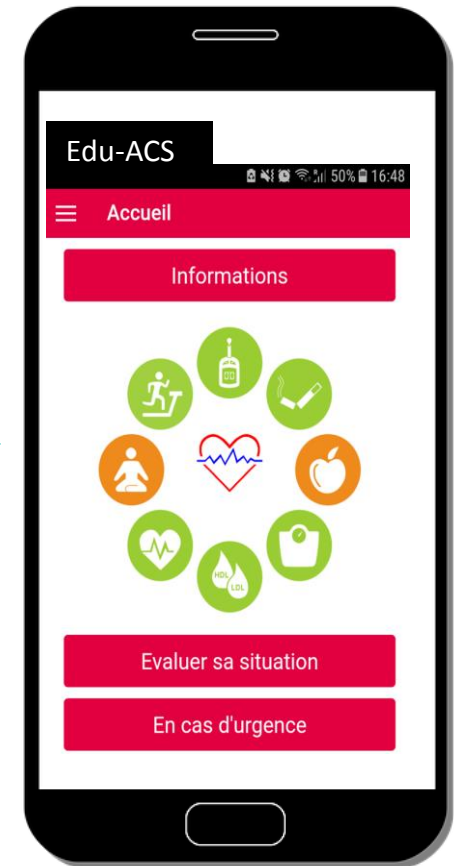 Edu-ACS
50% 16:48
Accueil
Informations
HDL
LDL
Evaluer sa situation
En cas d'urgence